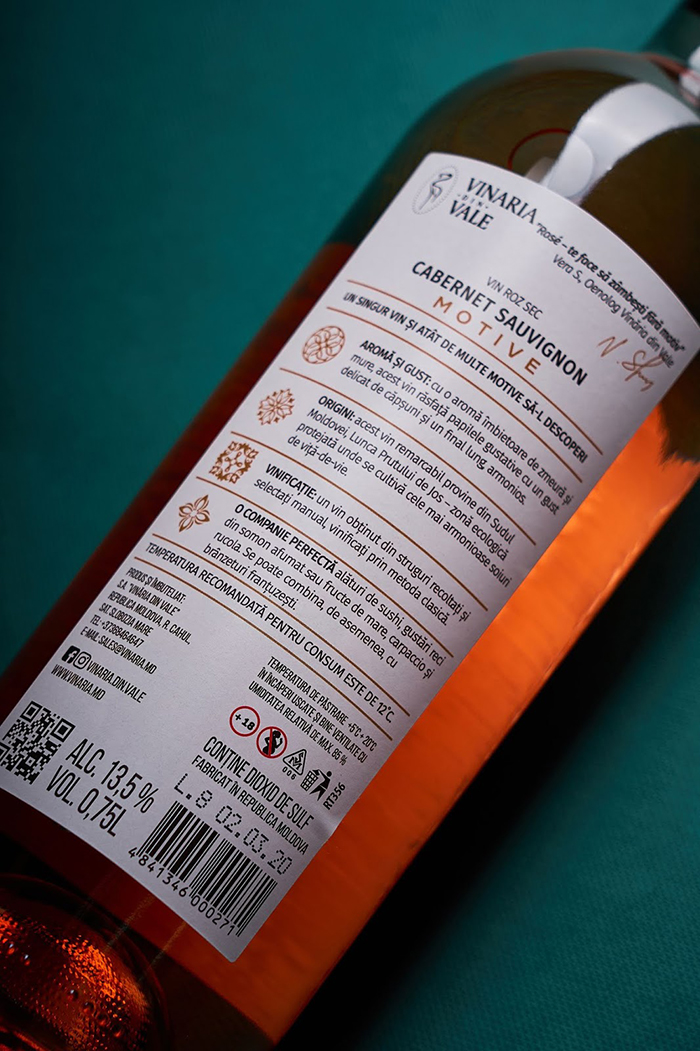 VINARIA
-DIN-
VALE
"Rosé – te face să zâmbești fără motiv"
Vera S, Oenolog Vinăria din Vale
VIN ROZ SEC
CABERNET SAUVIGNON
MOTIVE
UN SINGUR VIN ȘI ATÂT DE MULTE MOTIVE SĂ-L DESCOPERI
AROMĂ ȘI GUST: cu o aromă îmbietoare de zmeură și
mure, acest vin răsfață papilele gustative cu un gust
delicat de căpșuni și un final lung, armonios.
ORIGINI: acest vin remarcabil provine din Sudul
Moldovei, Lunca Prutului de Jos - zonă ecologică
protejată unde se cultivă cele mai armonioase soiuri
de viță-de-vie.
VINIFICAȚIE: un vin obținut din struguri recoltați și
selectați manual, vinificați prin metoda clasică.
O COMPANIE PERFECTĂ alături de sushi, gustări reci
din somon afumat sau fructe de mare, carpaccio și
rucola. Se poate combina, de asemenea, cu
brânzeturi franțuzești.
TEMPERATURA RECOMANDATĂ PENTRU CONSUM ESTE DE 12˚C.
PRODUS ȘI ÎMBUTELIAT:
S.A. "VINĂRIA DIN VALE"
REPUBLICA MOLDOVA, R. CAHUL,
SAT. SLOBOZIA MARE
TEL: +37368464647
E-MAIL: SALES@VINARIA.MD
VINARIA.DIN.VALE
WWW.VINARIA.MD
TEMPERATURA DE PĂSTRARE: +5˚C + 20˚C
ÎN ÎNCĂPERI USCATE, ȘI BINE VENTILATE CU
UMIDITATEA RELATIVĂ DE MAX. 85 %
+18
R1336
ALC. 13,5 %
VOL. 0,75L
CONȚINE DIOXID DE SULF
FABRICAT ÎN REPUBLICA MOLDOVA
L.8 02.03.20
4 841346 000271